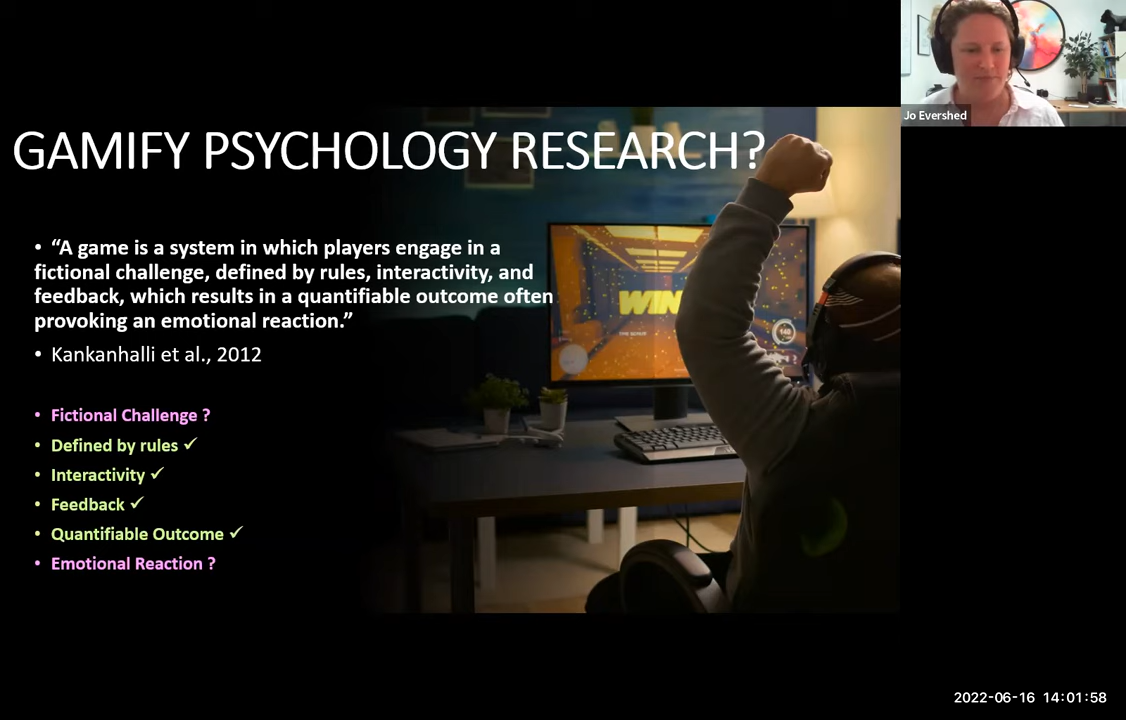 Jo Evershed
GAMIFY PSYCHOLOGY RESEARCH?
• “A game is a system in which players engage in a
fictional challenge, defined by rules, interactivity, and
feedback, which results in a quantifiable outcome often
provoking an emotional reaction.”
• Kankanhalli et al., 2012
• Fictional Challenge ?
• Defined by rules ✓
• Interactivity ✓
• Feedback ✓
• Quantifiable Outcome ✓
• Emotional Reaction ?
WIN
140
2022-06-16 14:01:58